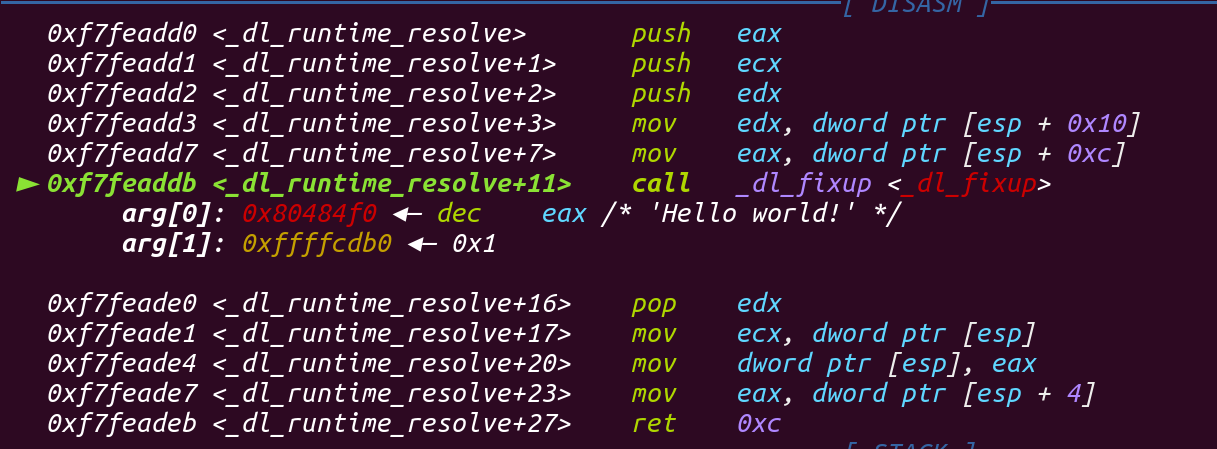 [ DISASM ]
0xf7feadd0 <_dl_runtime_resolve> push eax
0xf7feadd1 <_dl_runtime_resolve+1> push ecx
0xf7feadd2 <_dl_runtime_resolve+2> push edx
0xf7feadd3 <_dl_runtime_resolve+3> mov edx, dword ptr [esp + 0x10]
0xf7feadd7 <_dl_runtime_resolve+7> mov eax, dword ptr [esp + 0xc]
► 0xf7feaddb <_dl_runtime_resolve+11> call _dl_fixup <_dl_fixup>
arg[0]: 0x80484f0 ◂— dec eax /* 'Hello world!' */
arg[1]: 0xffffcdb0 ◂— 0x1
0xf7feade0 <_dl_runtime_resolve+16> pop edx
0xf7feade1 <_dl_runtime_resolve+17> mov ecx, dword ptr [esp]
0xf7feade4 <_dl_runtime_resolve+20> mov dword ptr [esp], eax
0xf7feade7 <_dl_runtime_resolve+23> mov eax, dword ptr [esp + 4]
0xf7feadeb <_dl_runtime_resolve+27> ret 0xc
[ STACK ]